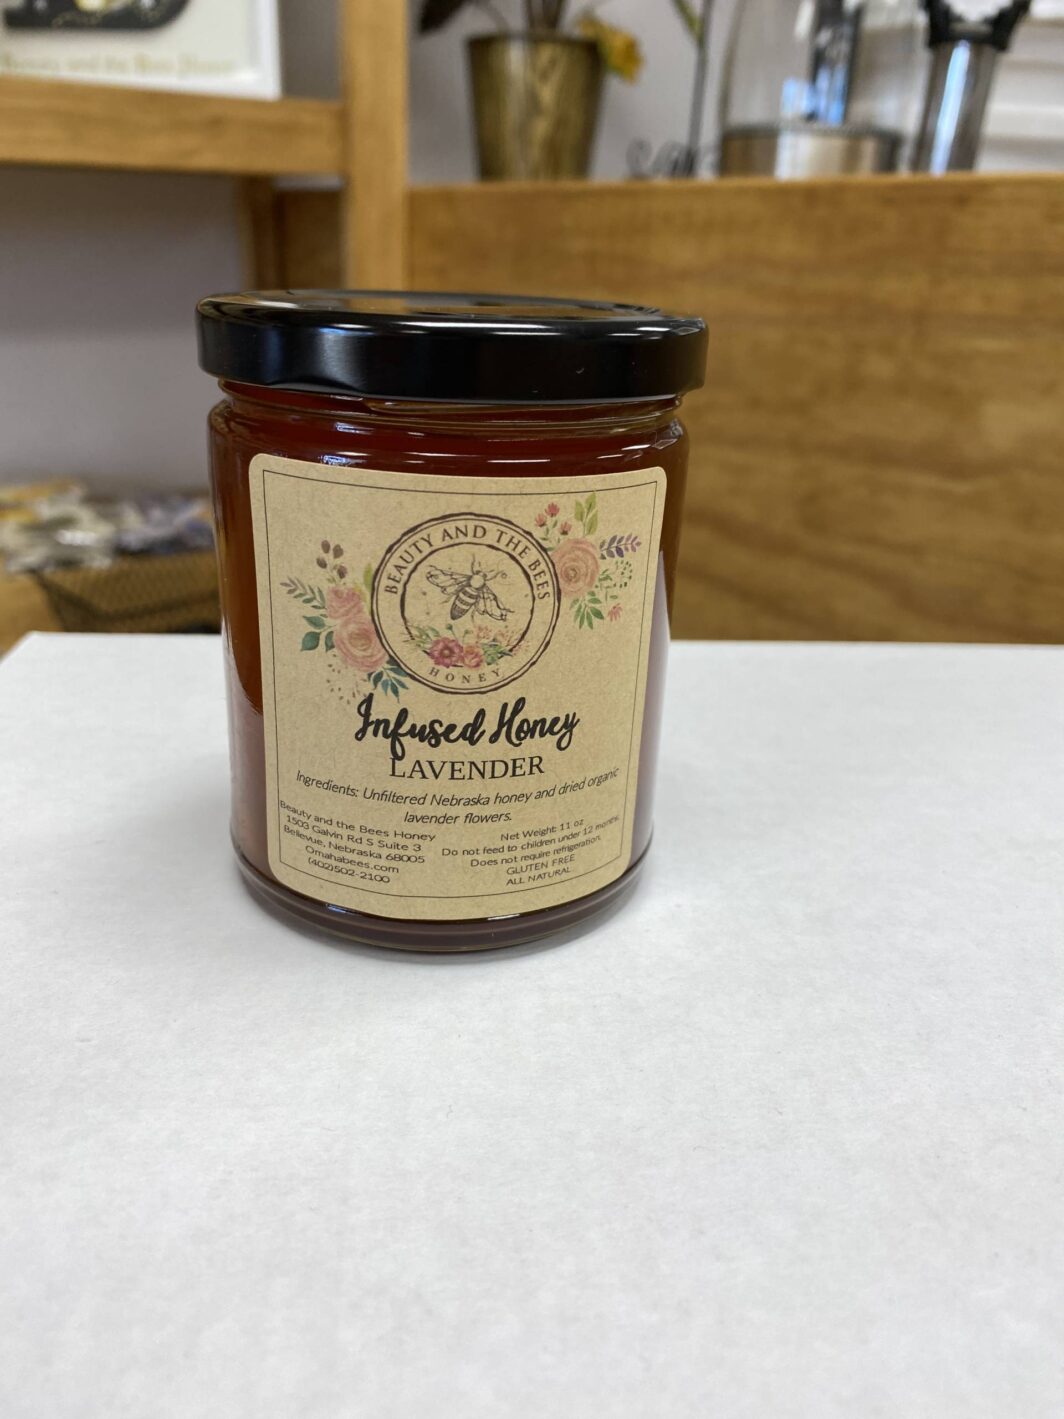 BEAUTY AND THE BEES
HONEY
Infused Honey
LAVENDER
Ingredients: Unfiltered Nebraska honey and dried organic
lavender flowers.
Beauty and the Bees Honey
1503 Galvin Rd S Suite 3
Bellevue, Nebraska 68005
Omahabees.com
(402)502-2100
Net Weight: 11 oz
Do not feed to children under 12 months.
Does not require refrigeration.
GLUTEN FREE
ALL NATURAL